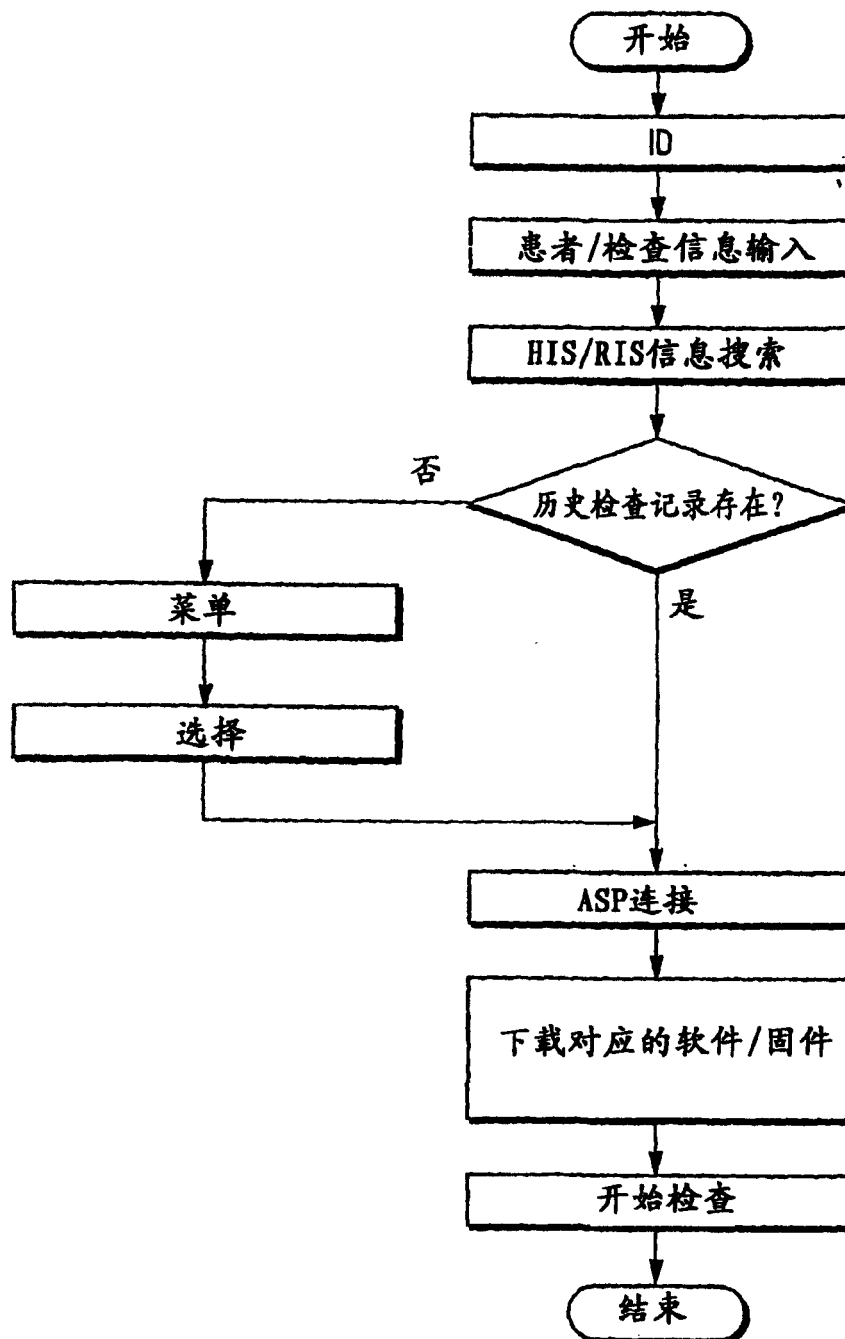 开始
ID
患者/检查信息输入
HIS/RIS信息搜索
历史检查记录存在?
否
是
菜单
选择
ASP连接
下载对应的软件/固件
开始检查
结束